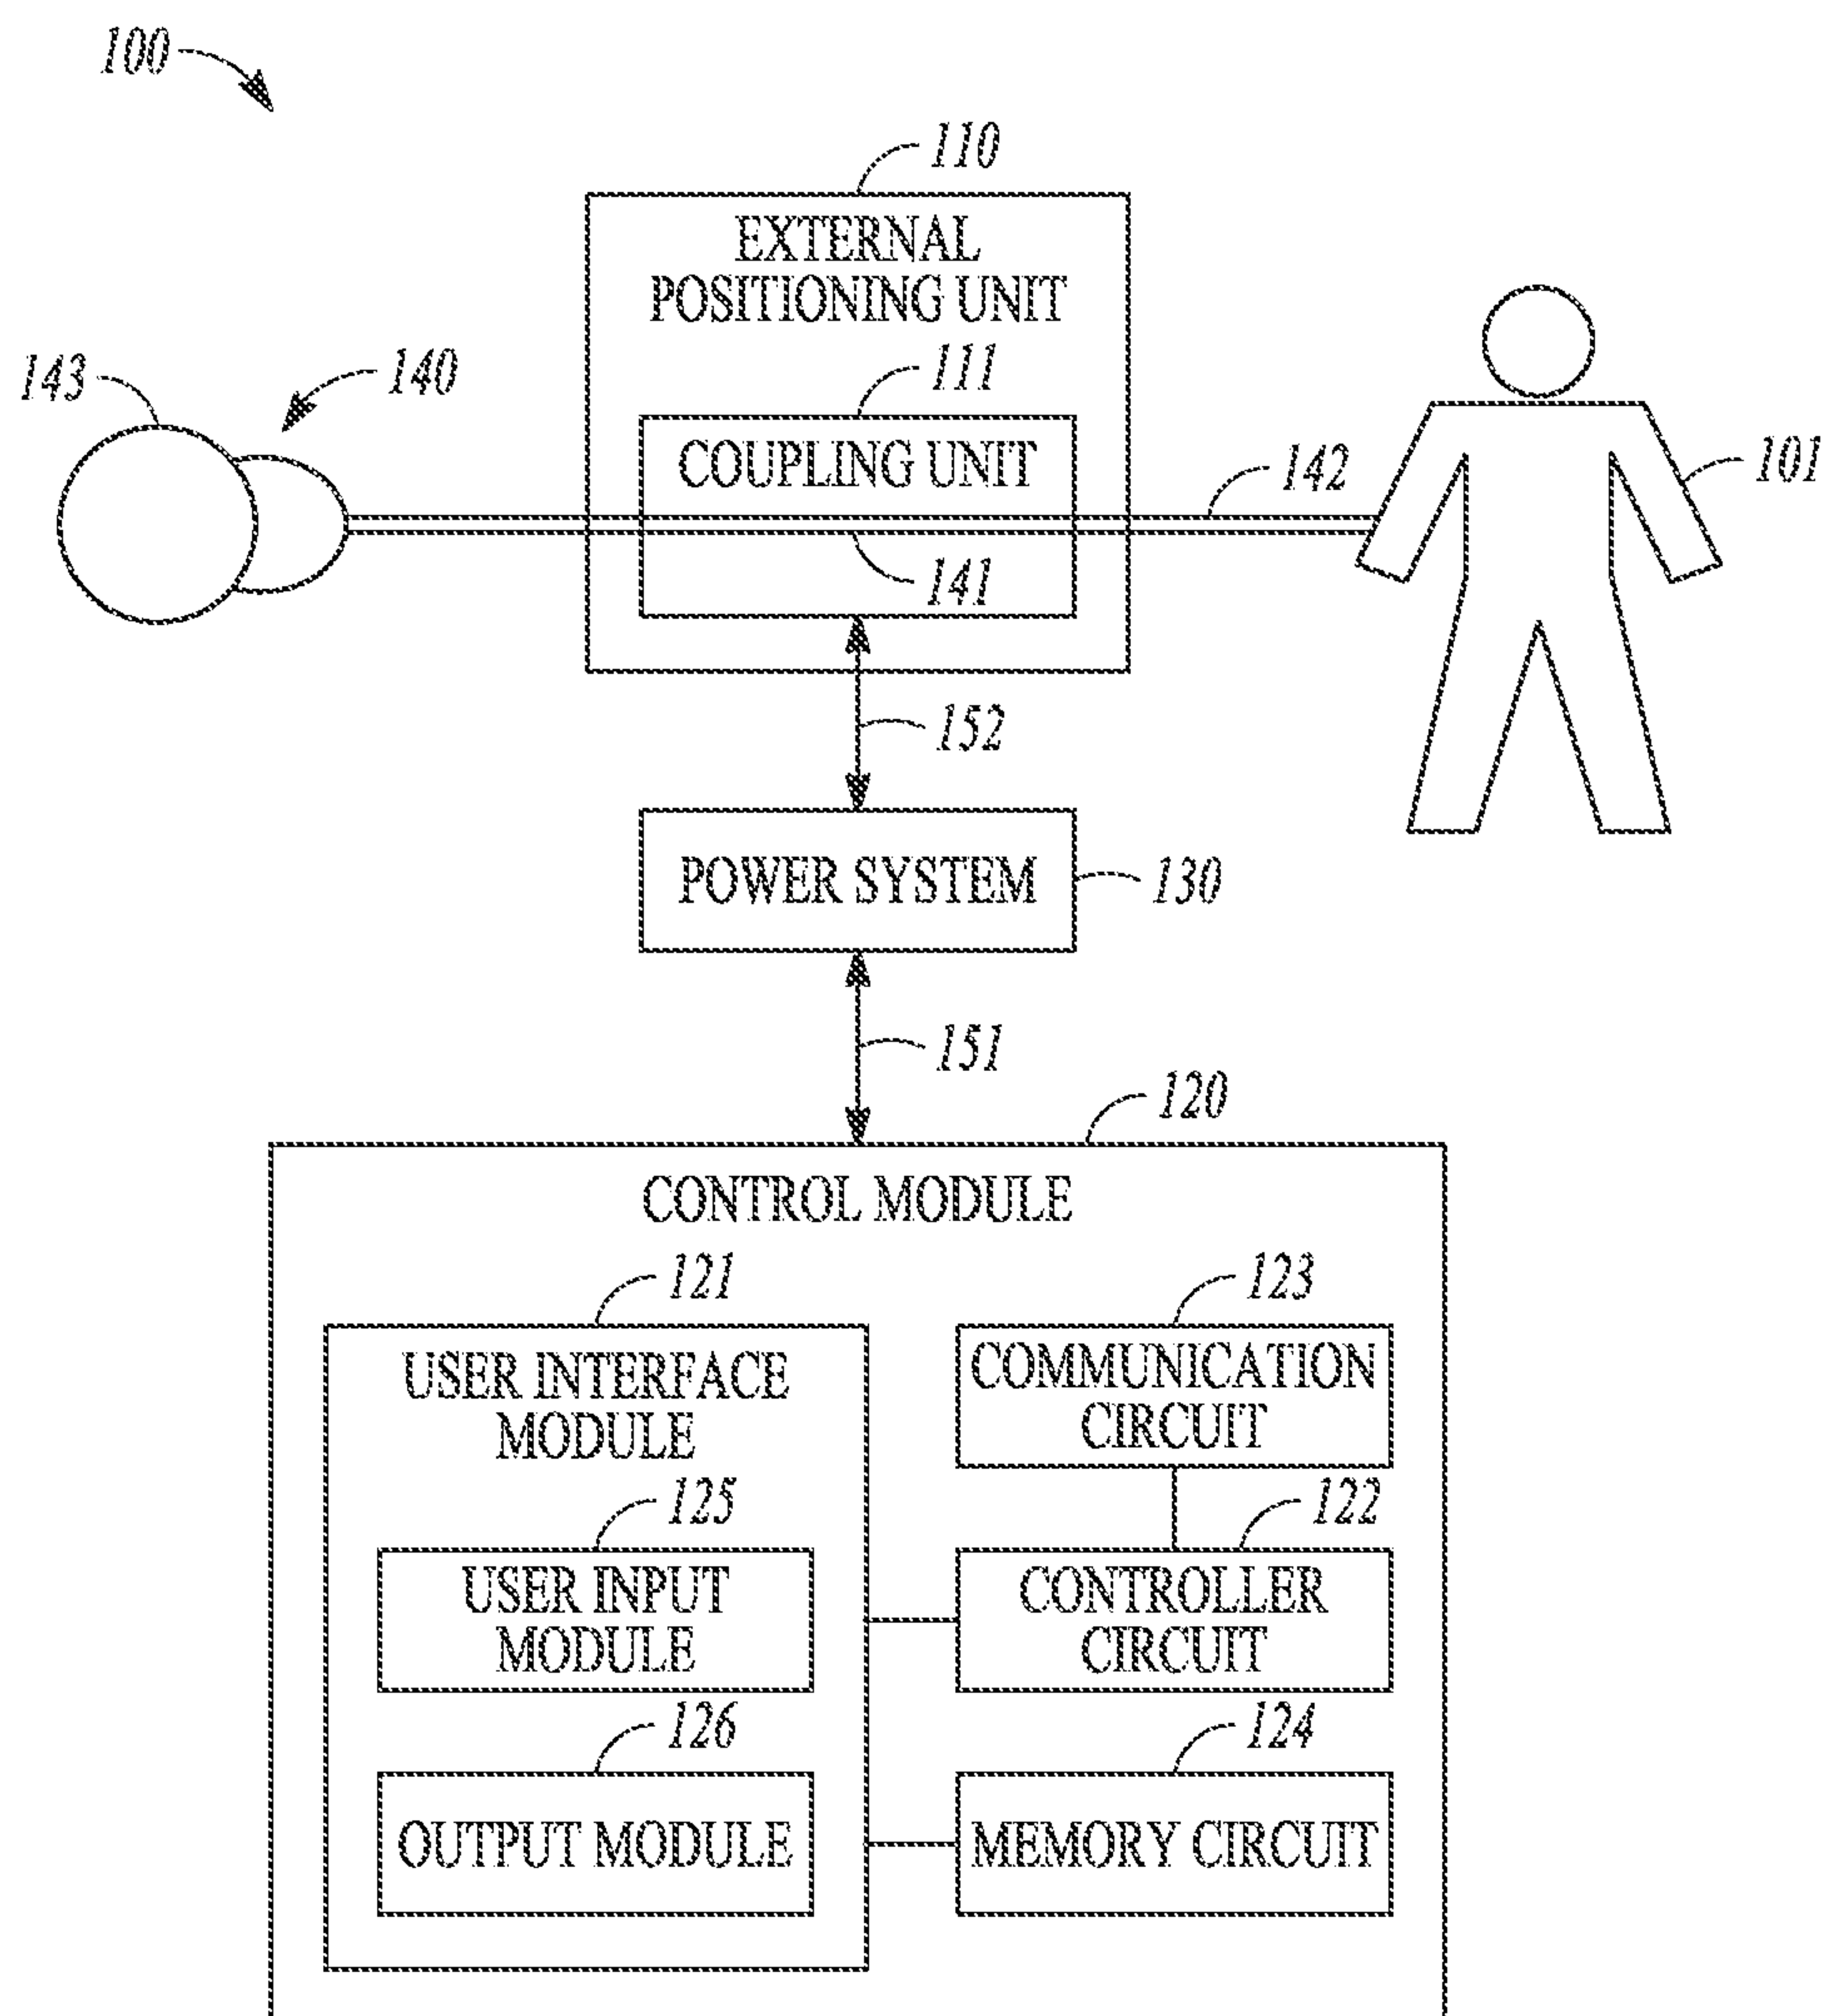 100
110
EXTERNAL
POSITIONING UNIT
143
140
111
COUPLING UNIT
142
101
141
152
POWER SYSTEM
130
151
120
CONTROL MODULE
121
123
USER INTERFACE
MODULE
COMMUNICATION
CIRCUIT
125
122
USER INPUT
MODULE
CONTROLLER
CIRCUIT
126
124
OUTPUT MODULE
MEMORY CIRCUIT